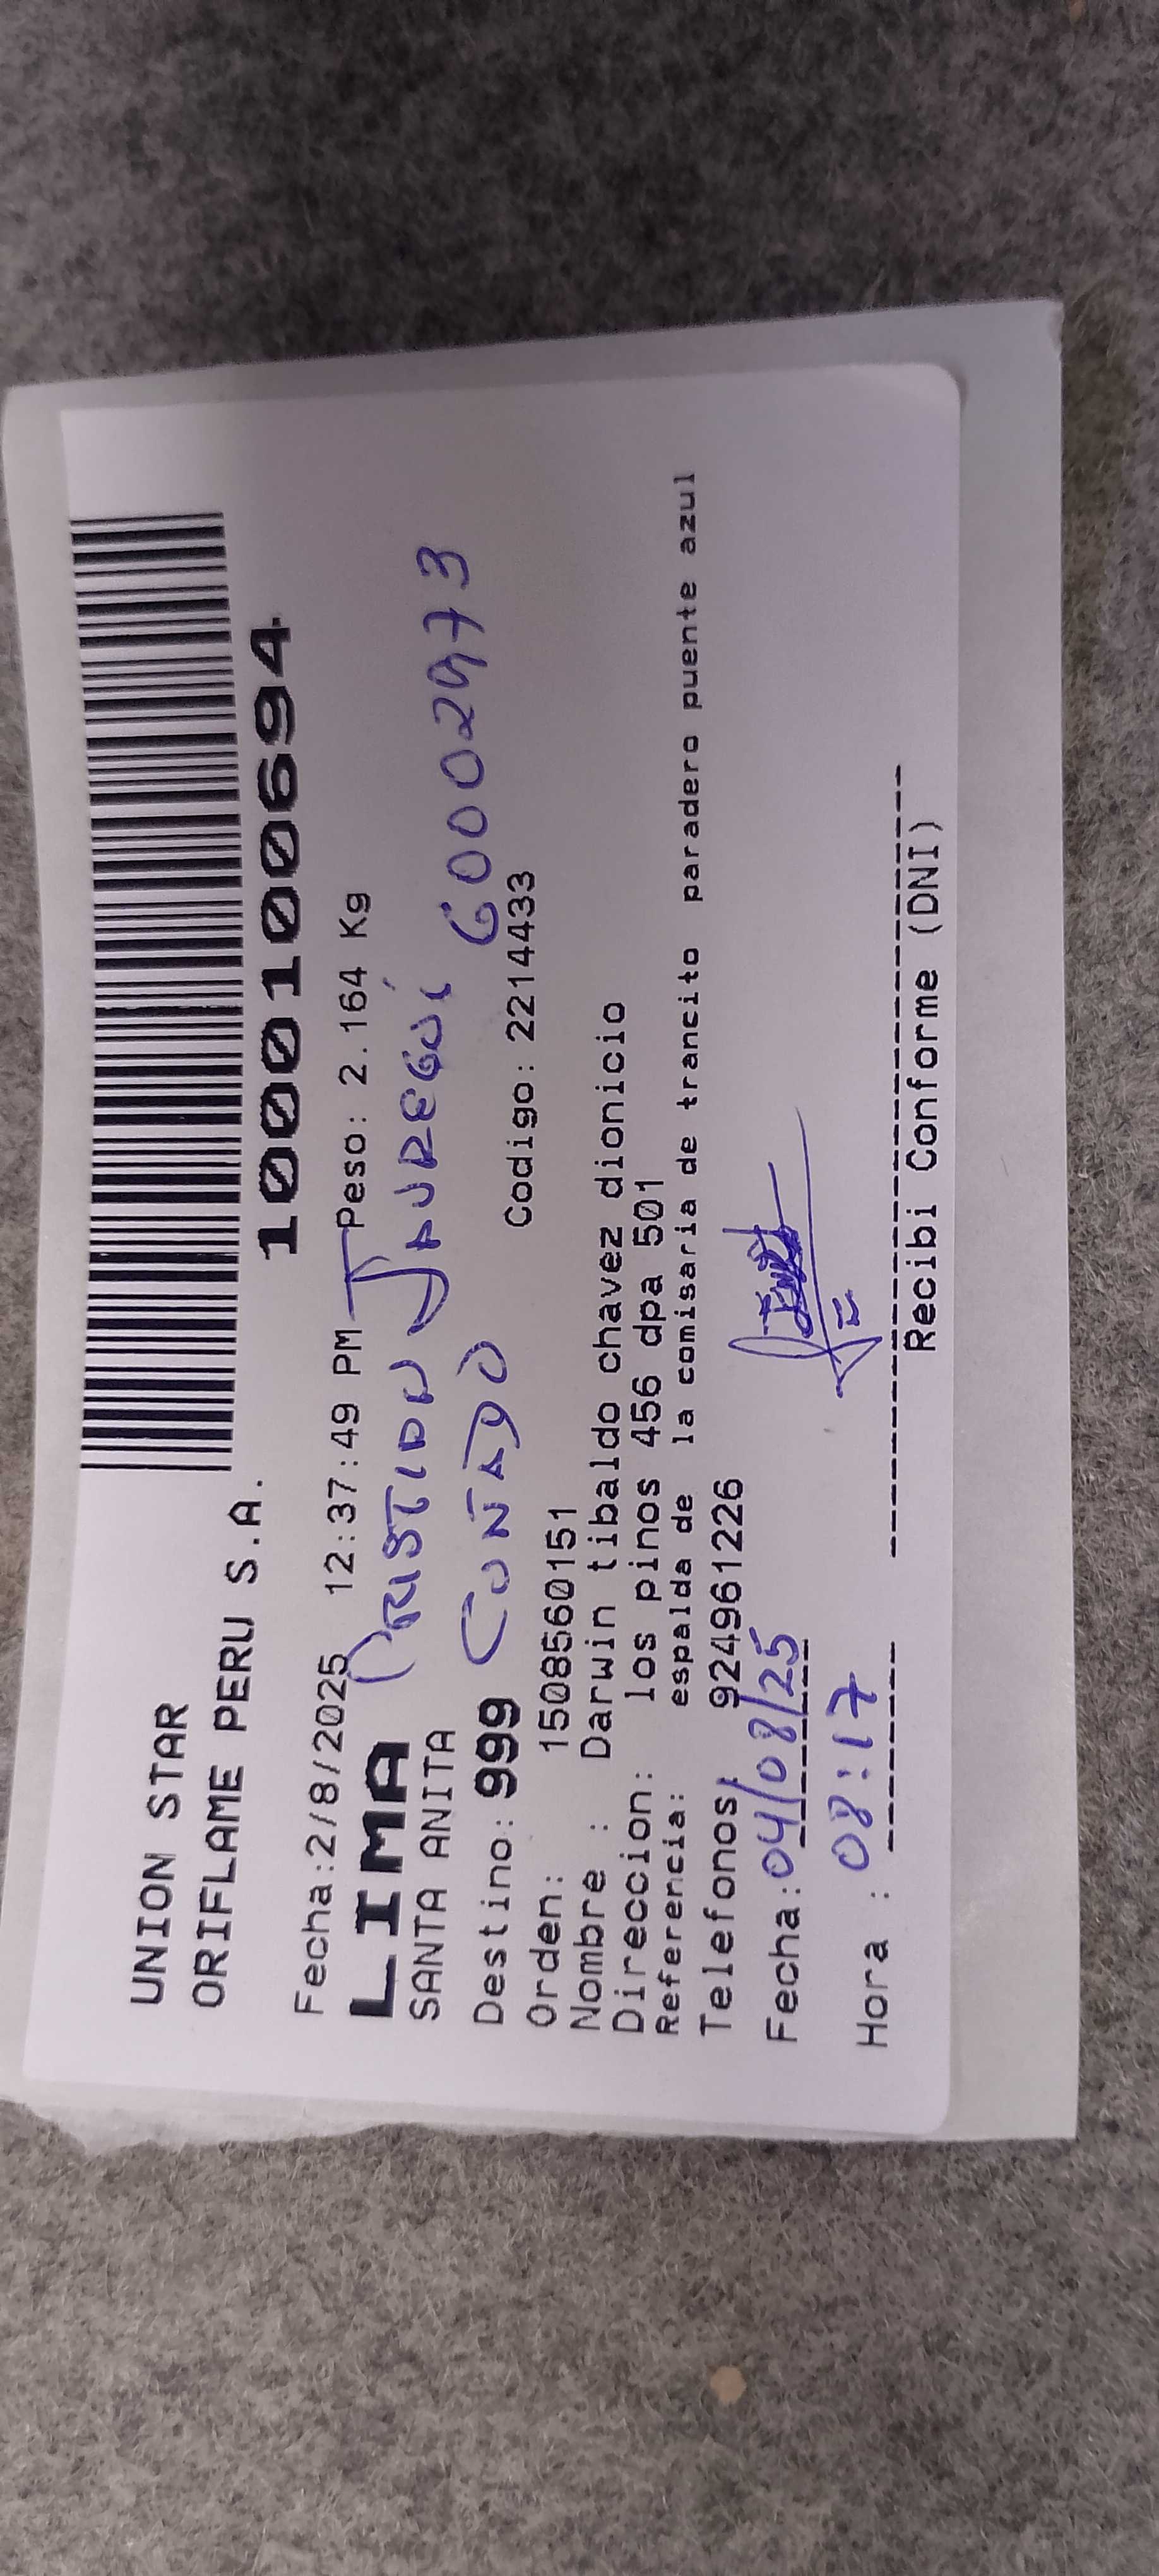 UNION STAR
ORIFLAME PERU S.A.
1000100694
Fecha:2/8/2025 12:37:49 PM Peso: 2.164 Kg
LIMA CRISTIAN JAUREGUI 60002973
SANTA ANITA
Destino: 999 CUÑADO Codigo: 2214433
Orden: 1508560151
Nombre : Darwin tibaldo chavez dionicio
Direccion: los pinos 456 dpa 501
Referencia: espalda de la comisaria de trancito paradero puente azul
Telefonos: 924961226
Fecha: 04/08/25
Hora : 08:17
Recibi Conforme (DNI)